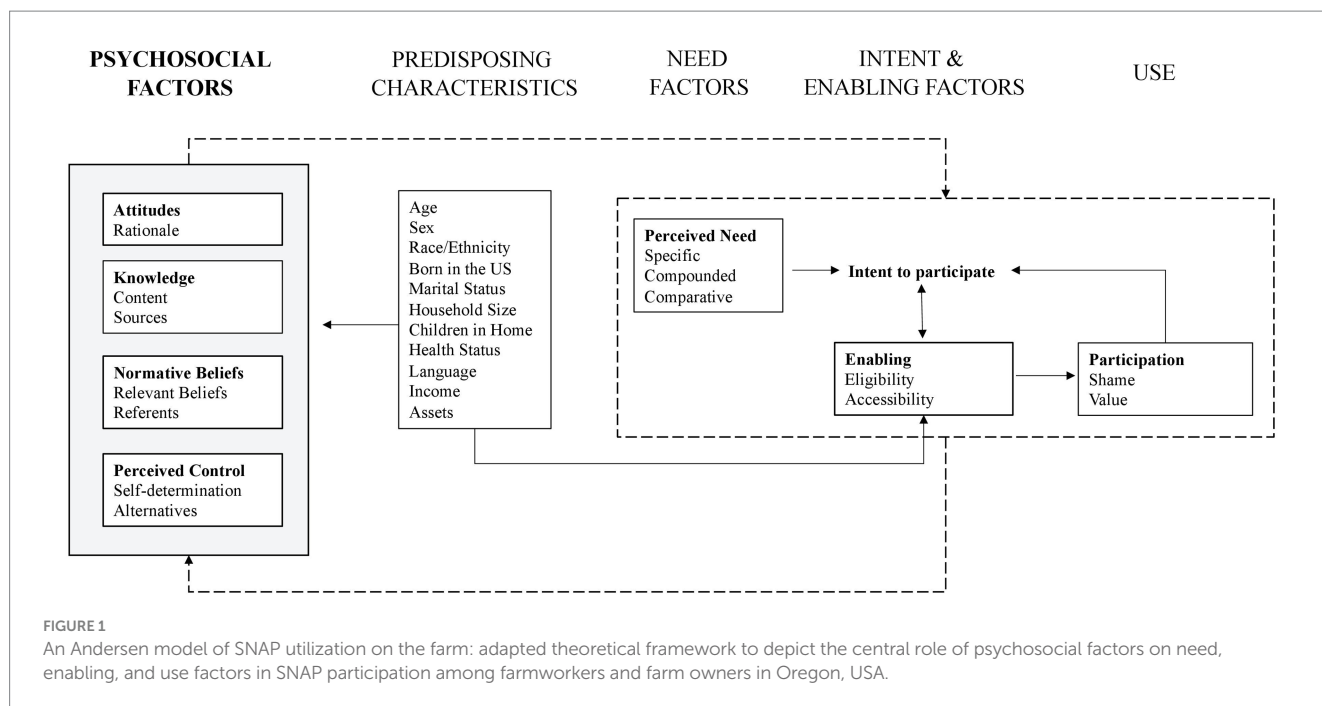 PSYCHOSOCIAL
FACTORS
PREDISPOSING
CHARACTERISTICS
NEED
FACTORS
INTENT &
ENABLING FACTORS
USE
Attitudes
Rationale
Knowledge
Content
Sources
Normative Beliefs
Relevant Beliefs
Referents
Perceived Control
Self-determination
Alternatives
Age
Sex
Race/Ethnicity
Born in the US
Marital Status
Household Size
Children in Home
Health Status
Language
Income
Assets
Perceived Need
Specific
Compounded
Comparative
Intent to participate
Enabling
Eligibility
Accessibility
Participation
Shame
Value
FIGURE 1
An Andersen model of SNAP utilization on the farm: adapted theoretical framework to depict the central role of psychosocial factors on need,
enabling, and use factors in SNAP participation among farmworkers and farm owners in Oregon, USA.